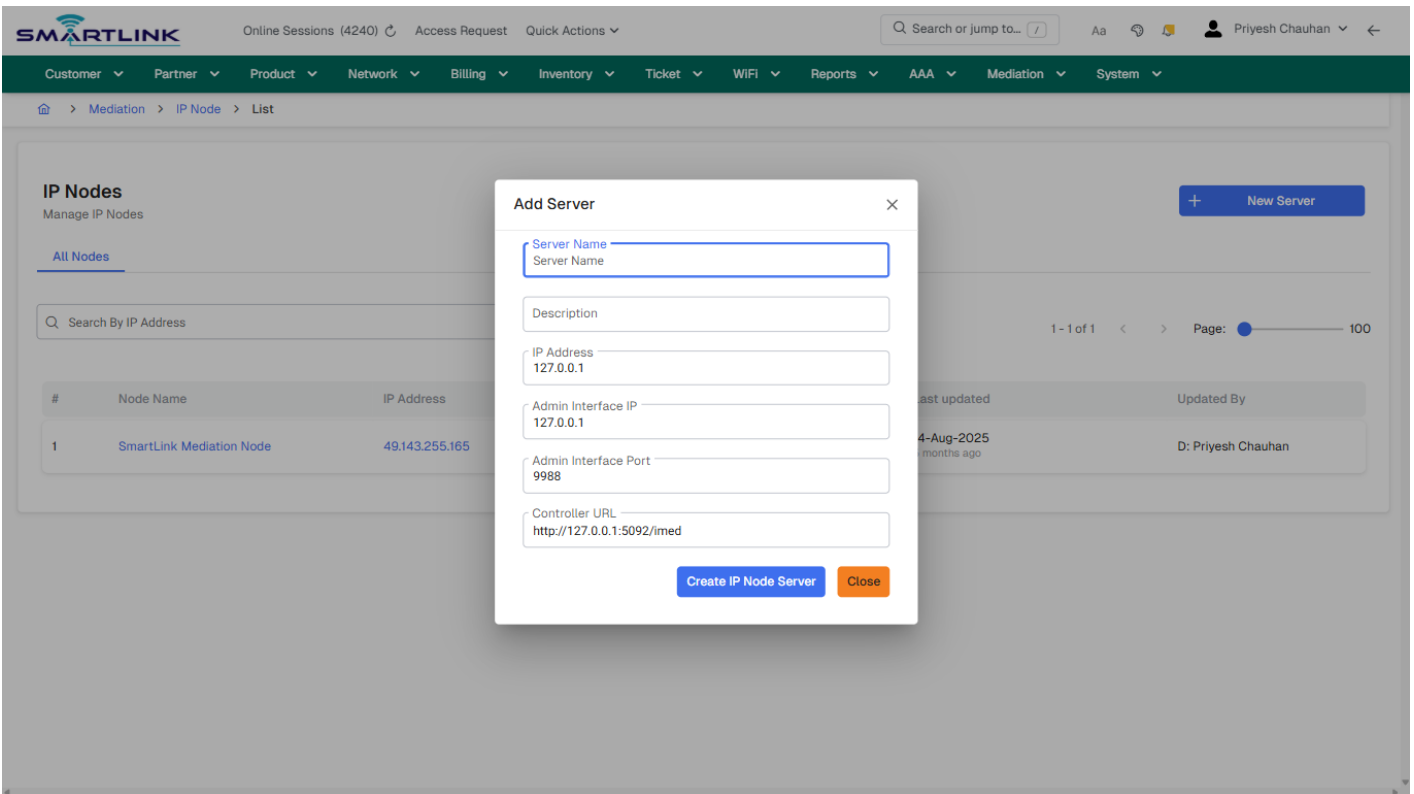 SMARTLINK
Online Sessions (4240) Access Request Quick Actions
Search or jump to... /
Aa
Priyesh Chauhan
Customer Partner Product Network Billing Inventory Ticket WiFi Reports AAA Mediation System
Mediation > IP Node > List
IP Nodes
Manage IP Nodes
+ New Server
All Nodes
Search By IP Address
1 - 1 of 1 < > Page: 100
# Node Name IP Address ast updated Updated By
1 SmartLink Mediation Node 49.143.255.165 4-Aug-2025 D: Priyesh Chauhan
months ago
Add Server
Server Name
Server Name
Description
IP Address
127.0.0.1
Admin Interface IP
127.0.0.1
Admin Interface Port
9988
Controller URL
http://127.0.0.1:5092/imed
Create IP Node Server Close